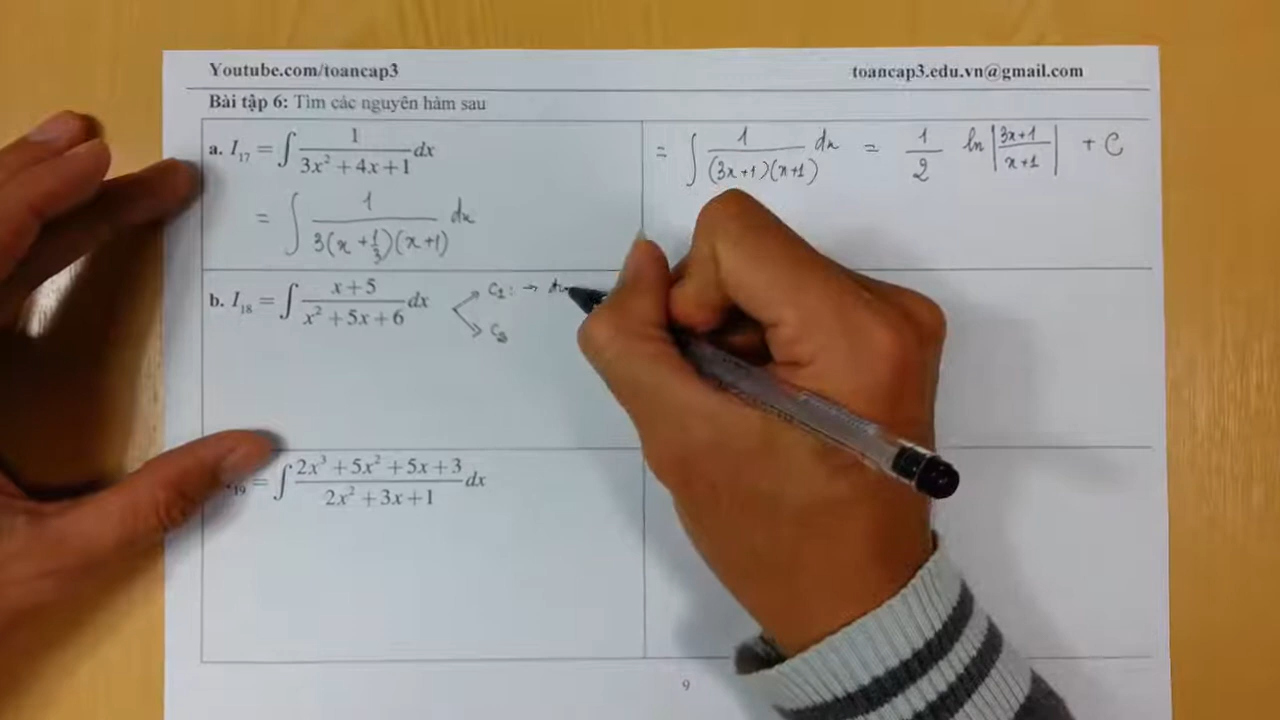 Youtube.com/toancap3 toancap3.edu.vn@gmail.com
Bài tập 6: Tìm các nguyên hàm sau
a. I₁₇ = ∫ 1/(3x² + 4x + 1) dx
= ∫ 1/(3(x + 1/3)(x + 1)) dx
= ∫ 1/((3x+1)(x+1)) dx = 1/2 ln |(3x+1)/(x+1)| + C
b. I₁₈ = ∫ (x + 5)/(x² + 5x + 6) dx
C₁: →
C₂
₁₉ = ∫ (2x³ + 5x² + 5x + 3)/(2x² + 3x + 1) dx
9